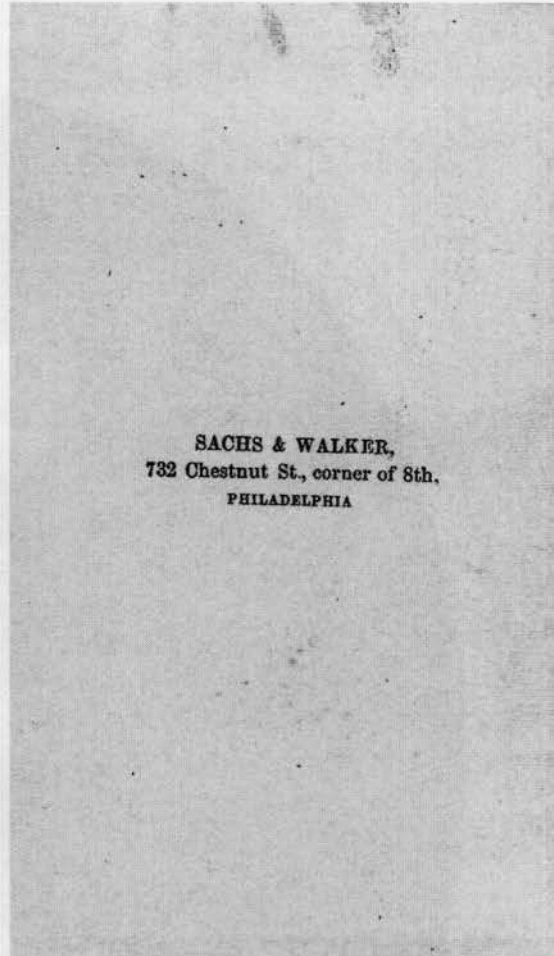 SACHS & WALKER,
732 Chestnut St., corner of 8th,
PHILADELPHIA